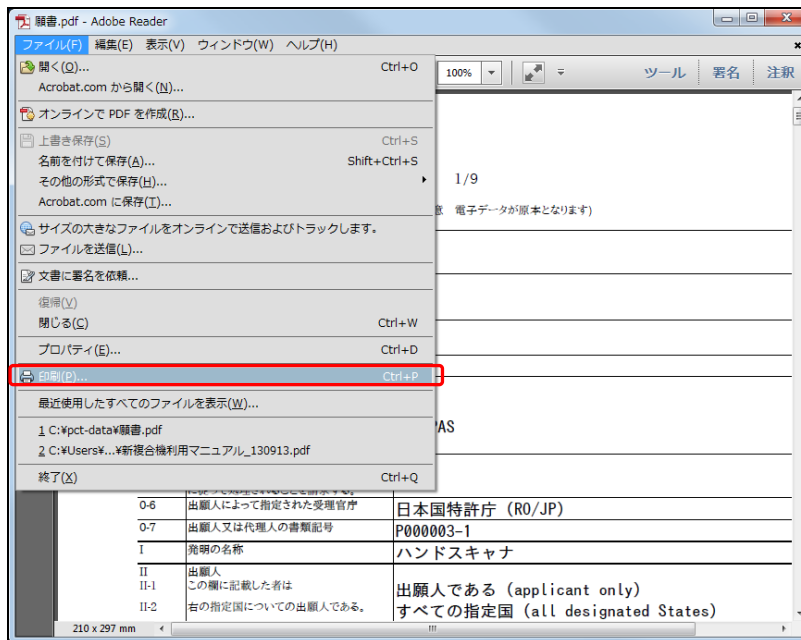 願書.pdf - Adobe Reader
ファイル(F) 編集(E) 表示(V) ウィンドウ(W) ヘルプ(H)
開く(O)... Ctrl+O
100% ツール 署名 注釈
Acrobat.com から開く(N)...
オンラインで PDF を作成(R)...
上書き保存(S) Ctrl+S
名前を付けて保存(A)... Shift+Ctrl+S
その他の形式で保存(H)... 1/9
Acrobat.com に保存(T)...
意 電子データが原本となります)
サイズの大きなファイルをオンラインで送信およびトラックします。
ファイルを送信(L)...
文書に署名を依頼...
復帰(V)
閉じる(C) Ctrl+W
プロパティ(E)... Ctrl+D
印刷(P)... Ctrl+P
最近使用したすべてのファイルを表示(W)...
1 C:¥pct-data¥願書.pdf
PAS
2 C:¥Users¥...¥新複合機利用マニュアル_130913.pdf
終了(X) Ctrl+Q
0-6 出願人によって指定された受理官庁 日本国特許庁 (RO/JP)
0-7 出願人又は代理人の書類記号 P000003-1
I 発明の名称 ハンドスキャナ
II 出願人
II-1 この欄に記載した者は 出願人である (applicant only)
II-2 右の指定国についての出願人である。 すべての指定国 (all designated States)
210 x 297 mm